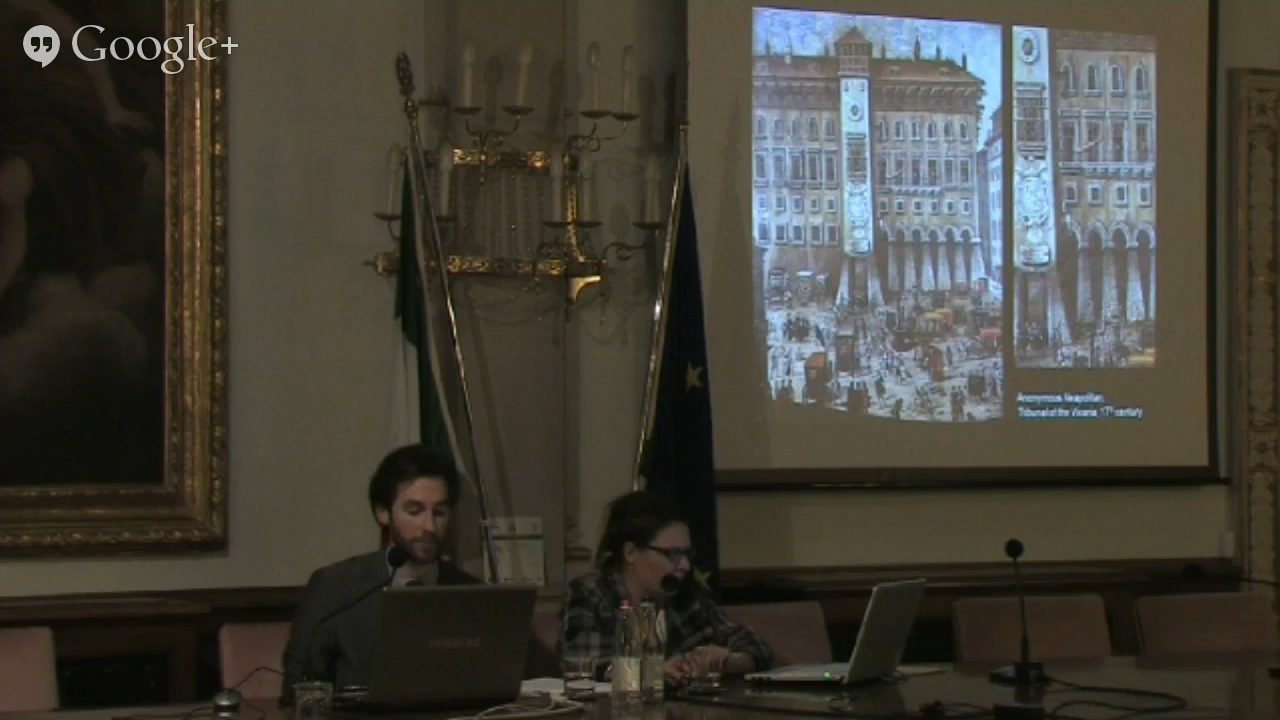 Google+
Anonymous Neapolitan,
Tribunal of the Vicaria, 17th century